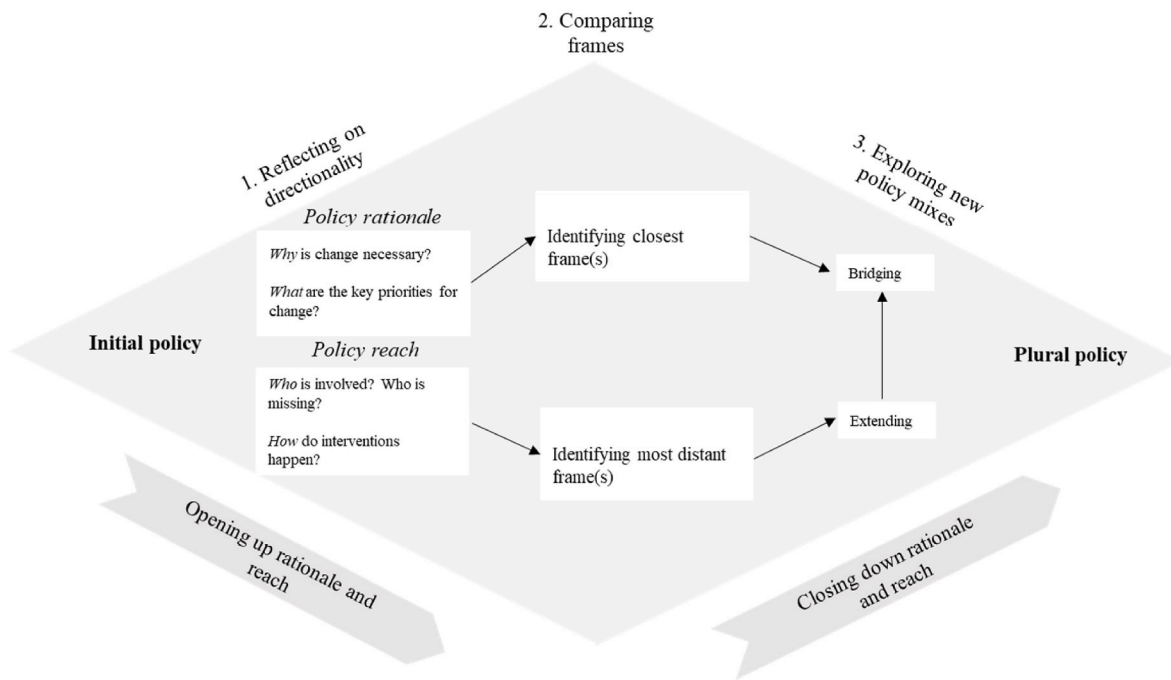 2. Comparing
frames
1. Reflecting on
directionality
3. Exploring new
policy mixes
Policy rationale
Why is change necessary?
What are the key priorities for
change?
Identifying closest
frame(s)
Bridging
Initial policy
Policy reach
Plural policy
Who is involved? Who is
missing?
How do interventions
happen?
Identifying most distant
frame(s)
Extending
Opening up rationale and
reach
Closing down rationale
and reach